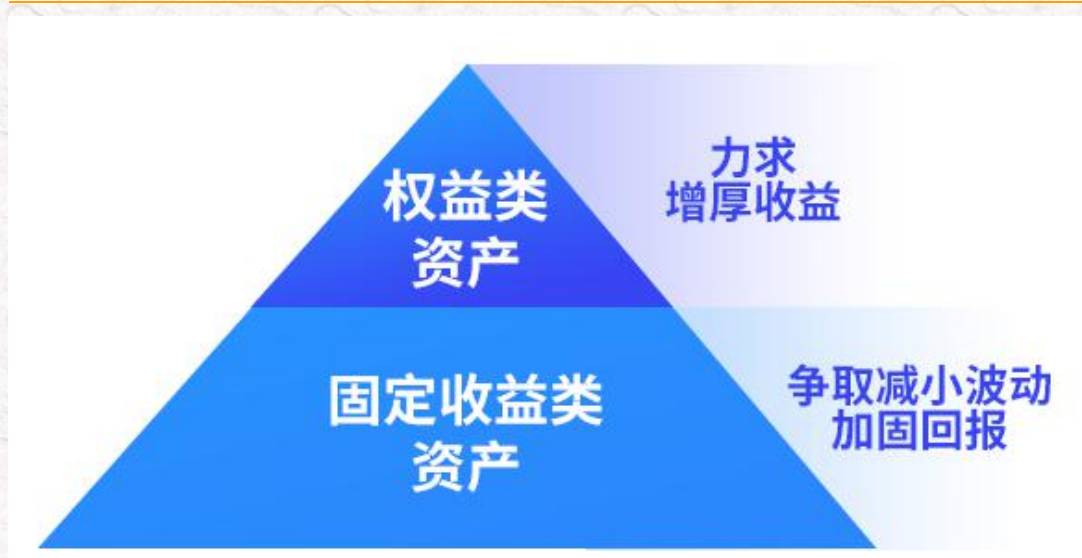 权益类
资产
力求
增厚收益
固定收益类
资产
争取减小波动
加固回报